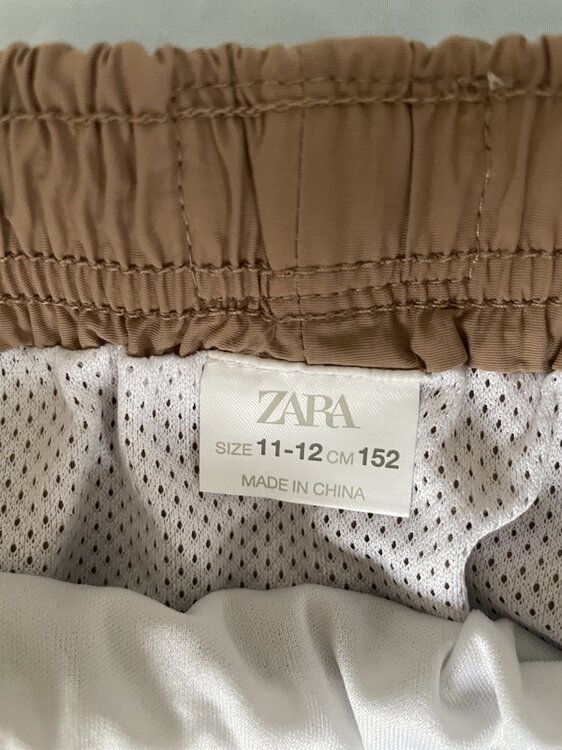 ZARA
SIZE 11-12 CM 152
MADE IN CHINA